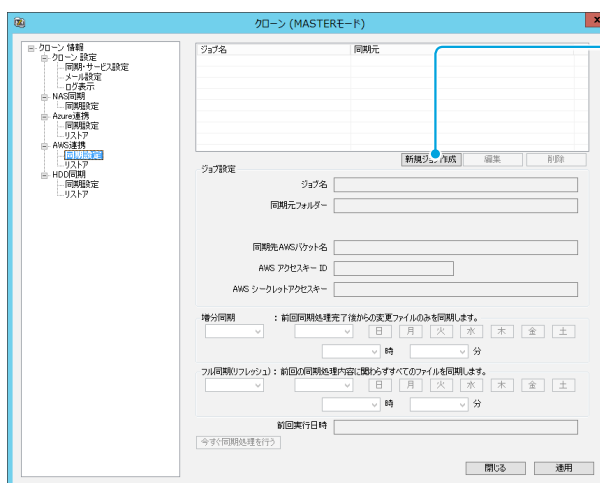 クローン (MASTERモード)
x
クローン 情報
クローン 設定
同期・サービス設定
メール設定
ログ表示
NAS同期
同期設定
Azure連携
同期設定
リストア
AWS連携
同期設定
リストア
HDD同期
同期設定
リストア
ジョブ名 同期元
新規ジョブ作成 編集 削除
ジョブ設定
ジョブ名
同期元フォルダー
同期先AWSバケット名
AWS アクセスキー ID
AWS シークレットアクセスキー
増分同期 : 前回同期処理完了後からの変更ファイルのみを同期します。
日 月 火 水 木 金 土
時 分
フル同期(リフレッシュ) : 前回の同期処理内容に関わらずすべてのファイルを同期します。
日 月 火 水 木 金 土
時 分
前回実行日時
今すぐ同期処理を行う
閉じる 適用